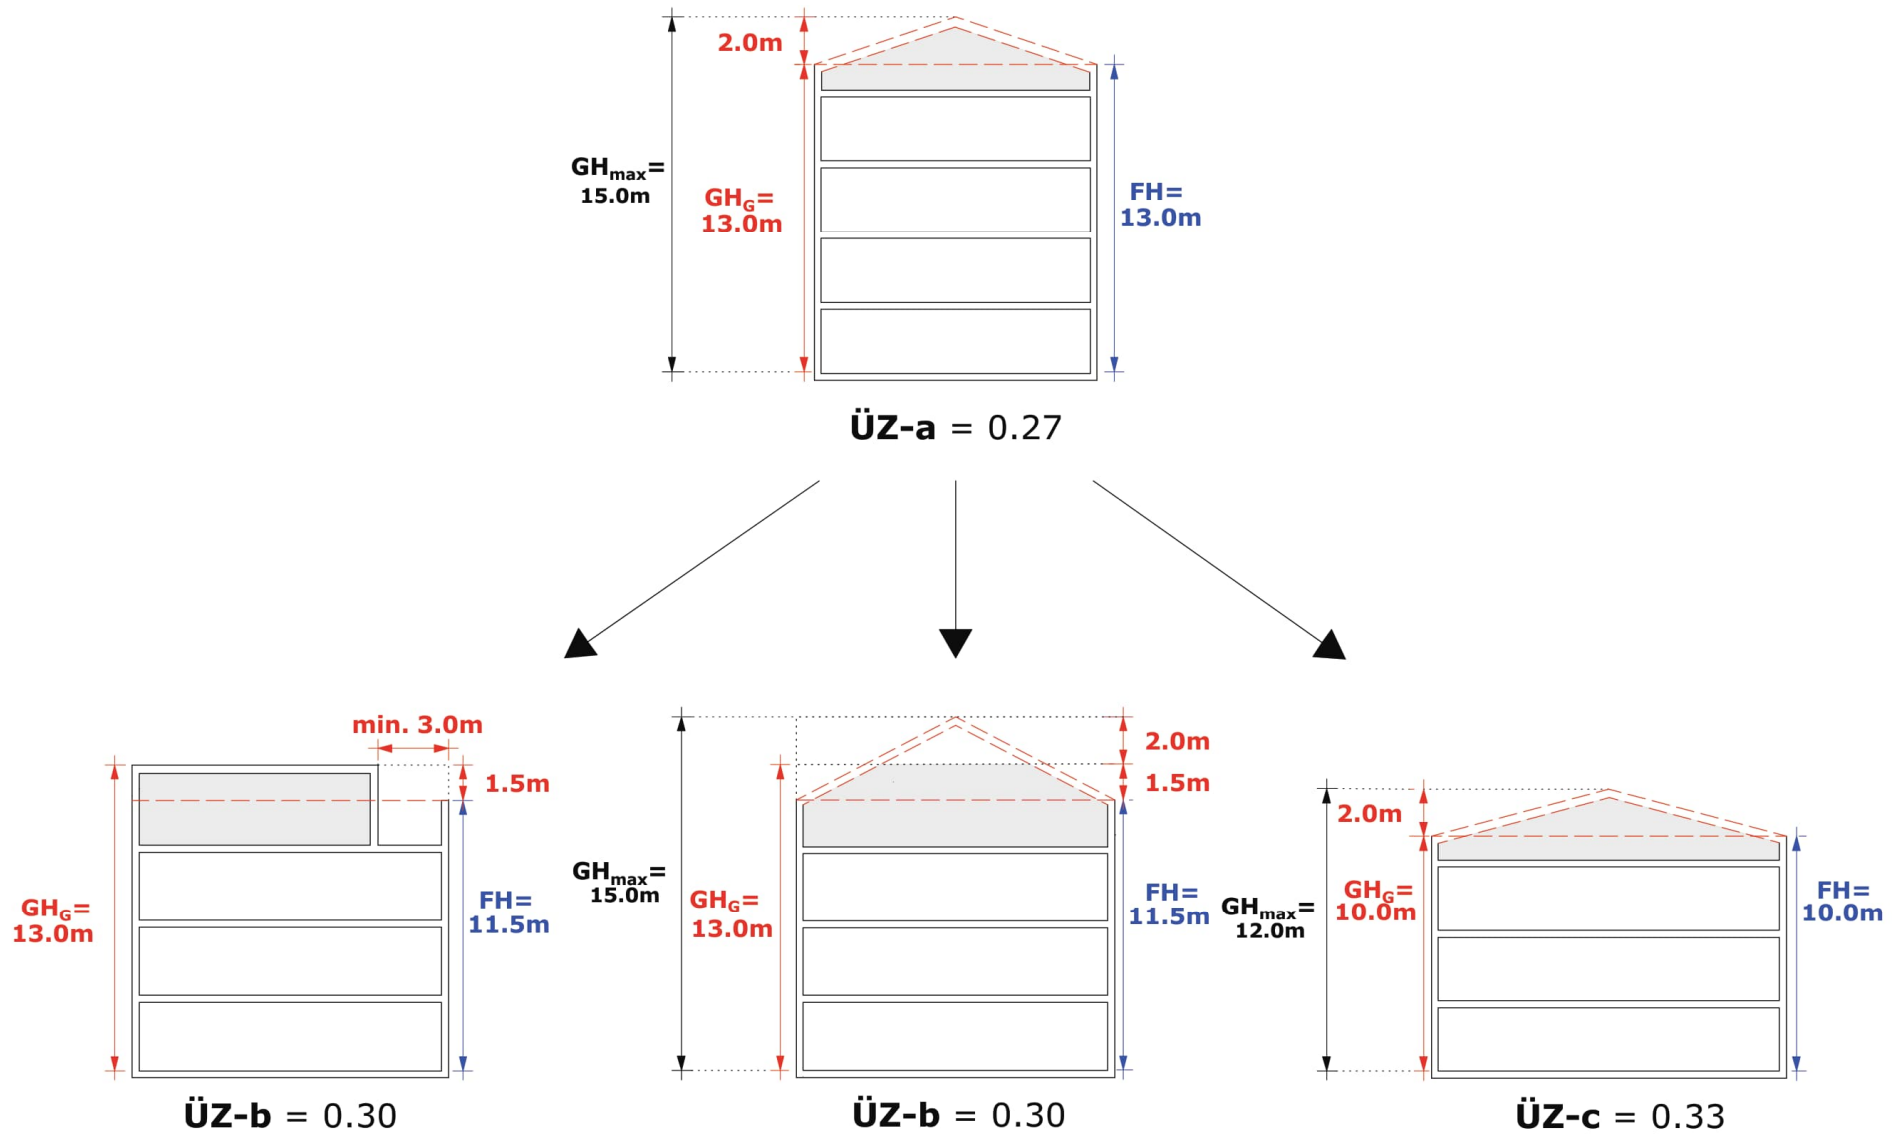 2.0m
GHmax=
15.0m
GHG=
13.0m
FH=
13.0m
ÜZ-a = 0.27
min. 3.0m
1.5m
GHG=
13.0m
FH=
11.5m
ÜZ-b = 0.30
2.0m
1.5m
GHmax=
15.0m
GHG=
13.0m
FH=
11.5m
ÜZ-b = 0.30
2.0m
GHmax=
12.0m
GHG=
10.0m
FH=
10.0m
ÜZ-c = 0.33